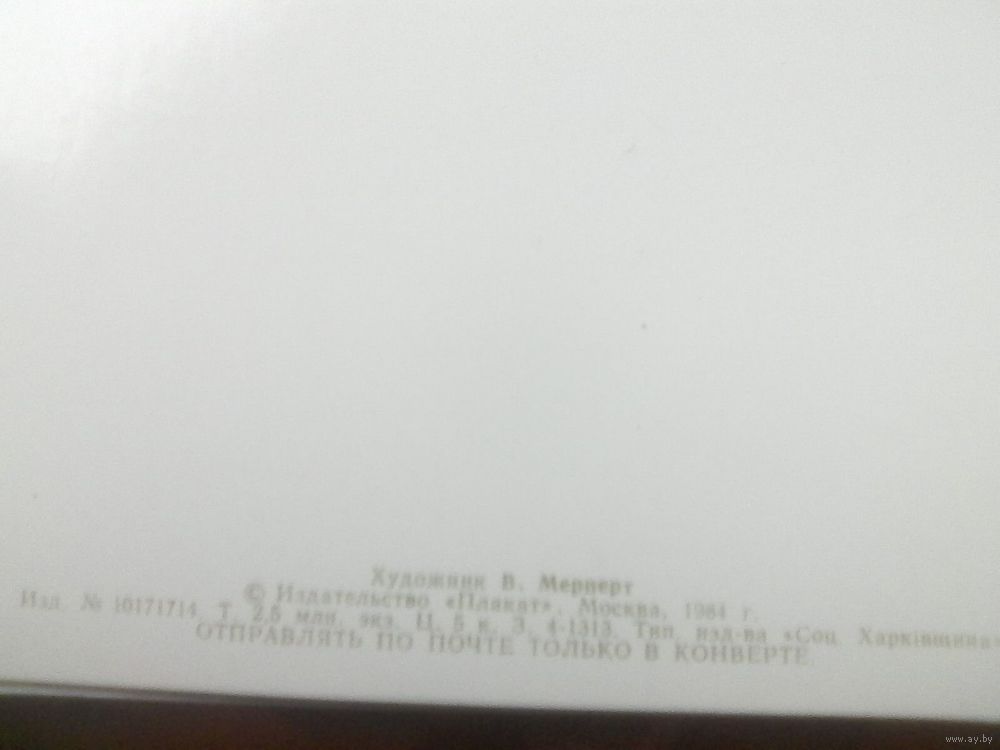 Художник В. Мерперт
© Издательство «Плакат». Москва, 1984 г.
Изд. № 10171714. Т. 2,5 млн. экз. Ц. 5 к. З. 4-1313. Тип. изд-ва «Соц. Харківщина»
ОТПРАВЛЯТЬ ПО ПОЧТЕ ТОЛЬКО В КОНВЕРТЕ.
www.ay.by